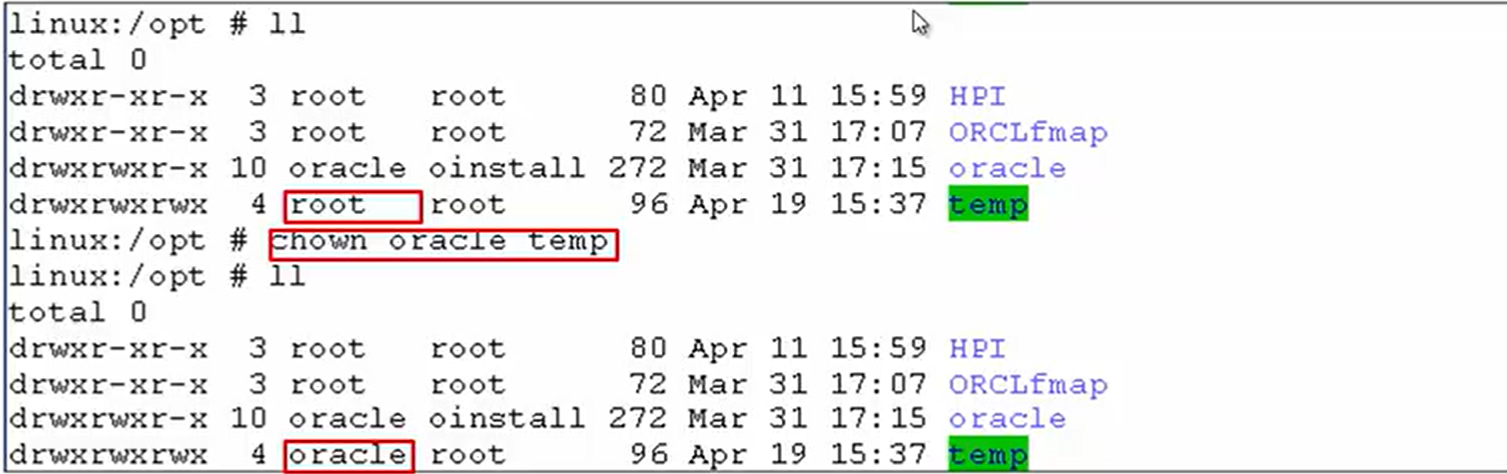 linux:/opt # ll
total 0
drwxr-xr-x  3 root   root      80 Apr 11 15:59 HPI
drwxr-xr-x  3 root   root      72 Mar 31 17:07 ORCLfmap
drwxrwxr-x 10 oracle oinstall 272 Mar 31 17:15 oracle
drwxrwxrwx  4 root   root      96 Apr 19 15:37 temp
linux:/opt # chown oracle temp
linux:/opt # ll
total 0
drwxr-xr-x  3 root   root      80 Apr 11 15:59 HPI
drwxr-xr-x  3 root   root      72 Mar 31 17:07 ORCLfmap
drwxrwxr-x 10 oracle oinstall 272 Mar 31 17:15 oracle
drwxrwxrwx  4 oracle root      96 Apr 19 15:37 temp